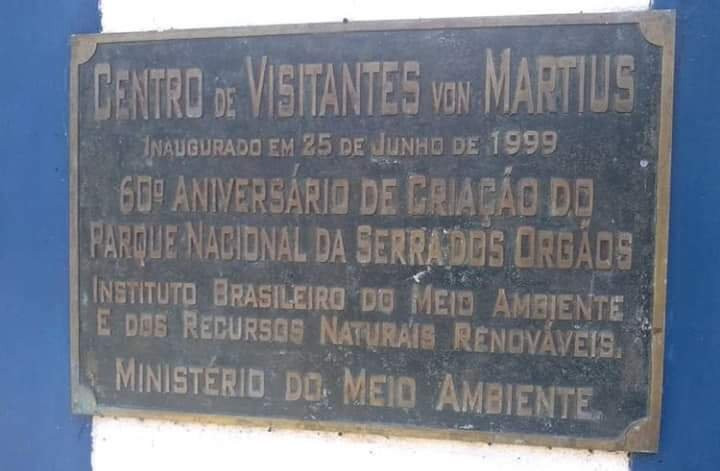 CENTRO DE VISITANTES VON MARTIUS
INAUGURADO EM 25 DE JUNHO DE 1999
60º ANIVERSÁRIO DE CRIAÇÃO DO
PARQUE NACIONAL DA SERRA DOS ORGÃOS
INSTITUTO BRASILEIRO DO MEIO AMBIENTE
E DOS RECURSOS NATURAIS RENOVÁVEIS.
MINISTÉRIO DO MEIO AMBIENTE